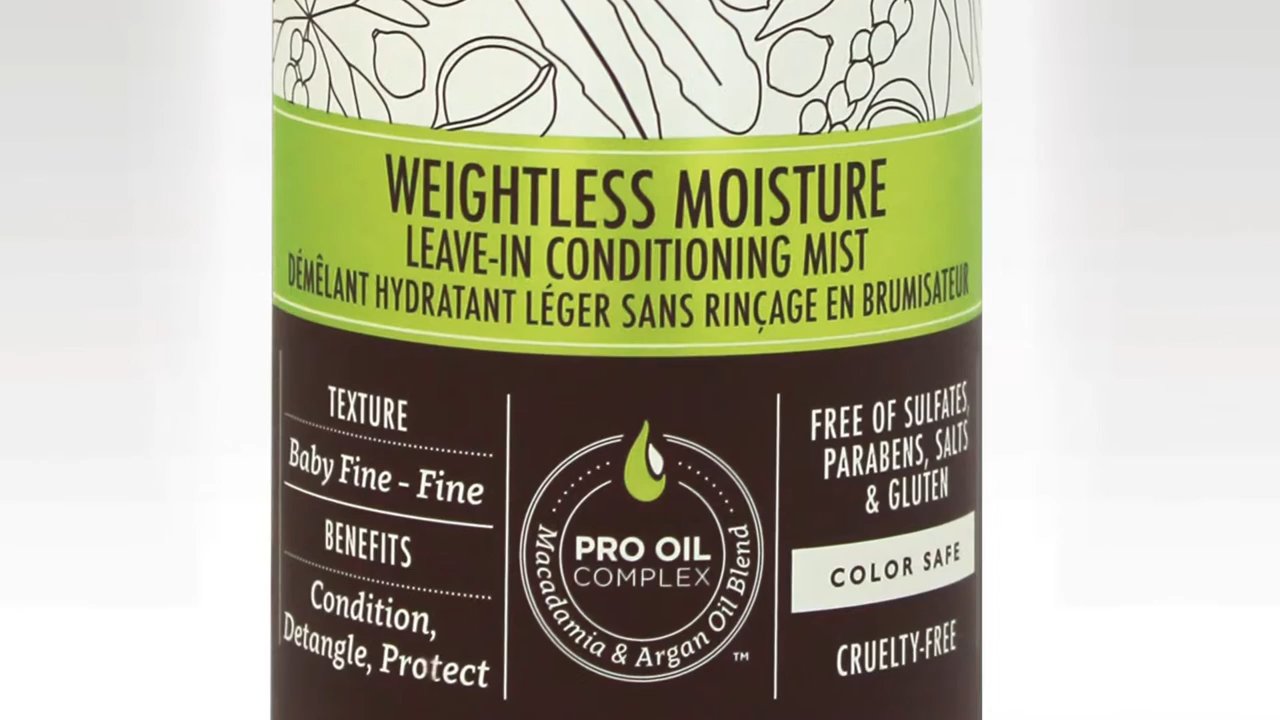 WEIGHTLESS MOISTURE
LEAVE-IN CONDITIONING MIST
DÉMÊLANT HYDRATANT LÉGER SANS RINÇAGE EN BRUMISATEUR
TEXTURE
Baby Fine - Fine
BENEFITS
Condition,
Detangle, Protect
PRO OIL
COMPLEX
Macadamia & Argan Oil Blend
TM
FREE OF SULFATES,
PARABENS, SALTS
& GLUTEN
COLOR SAFE
CRUELTY-FREE